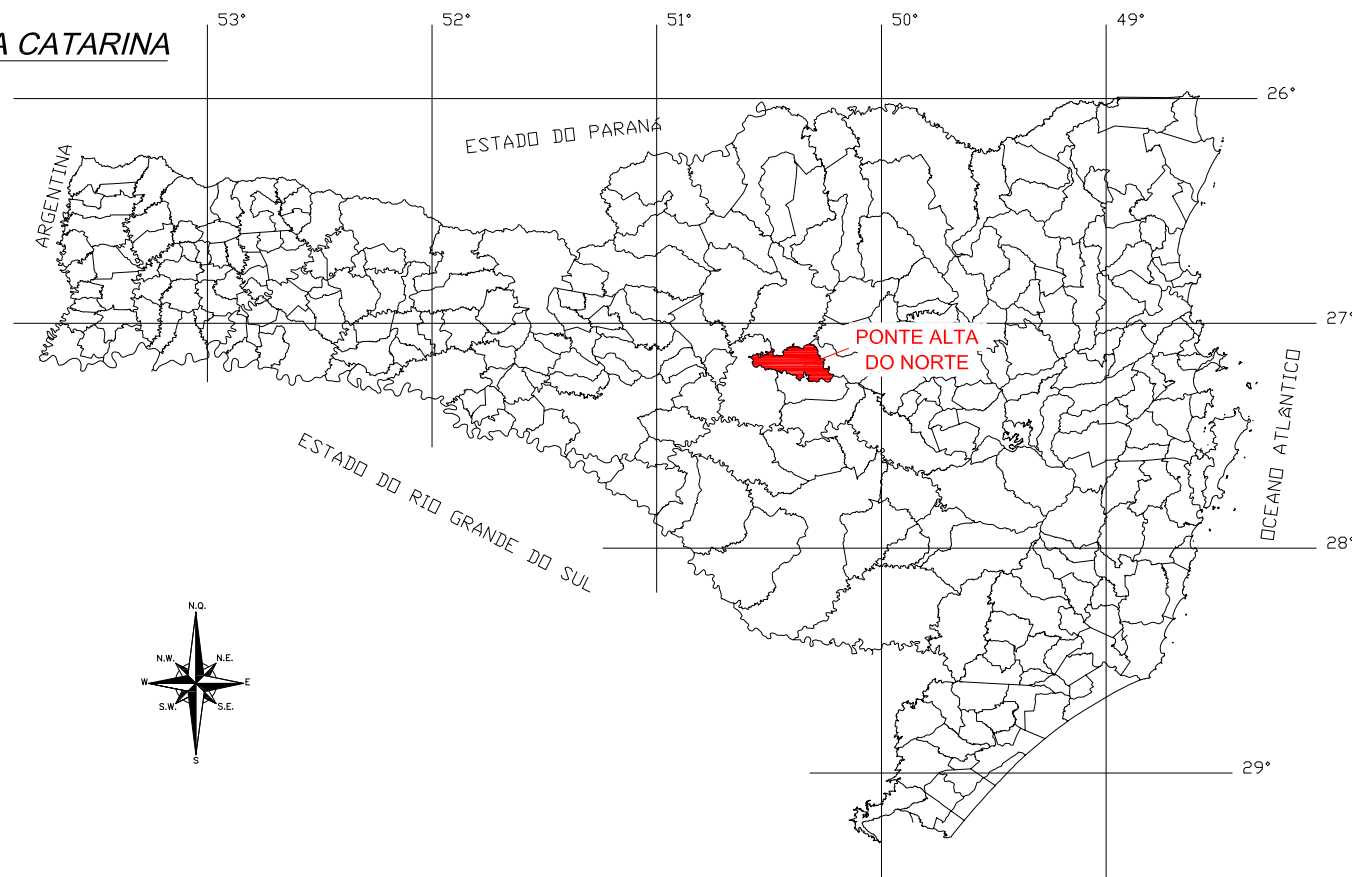 53°
52°
51°
50°
49°
A CATARINA
26°
ESTADO DO PARANÁ
ARGENTINA
27°
PONTE ALTA
DO NORTE
OCEANO ATLÂNTICO
ESTADO DO RIO GRANDE DO SUL
28°
N.Q.
N.W.
N.E.
W
E
S.W.
S.E.
S
29°